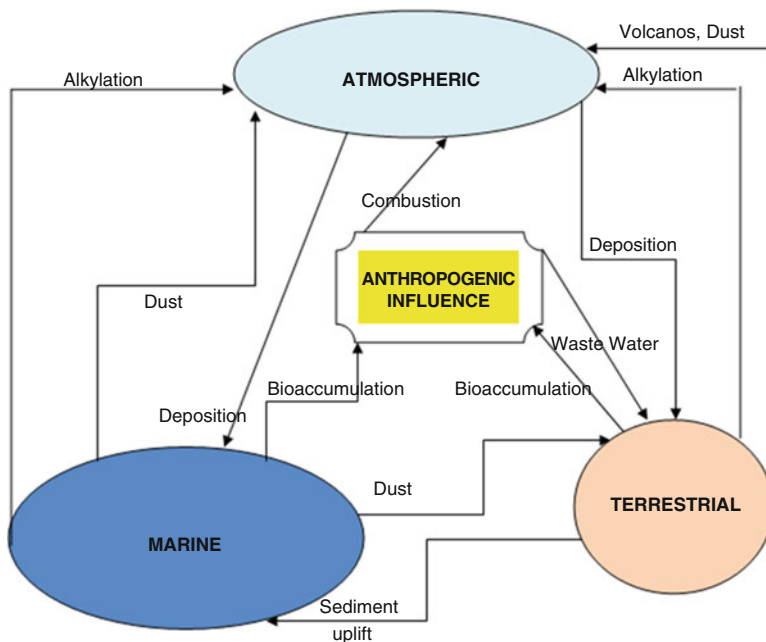 Volcanos, Dust
Alkylation
ATMOSPHERIC
Alkylation
Combustion
Deposition
ANTHROPOGENIC
INFLUENCE
Dust
Waste Water
Bioaccumulation
Bioaccumulation
Deposition
Dust
TERRESTRIAL
MARINE
Sediment
uplift